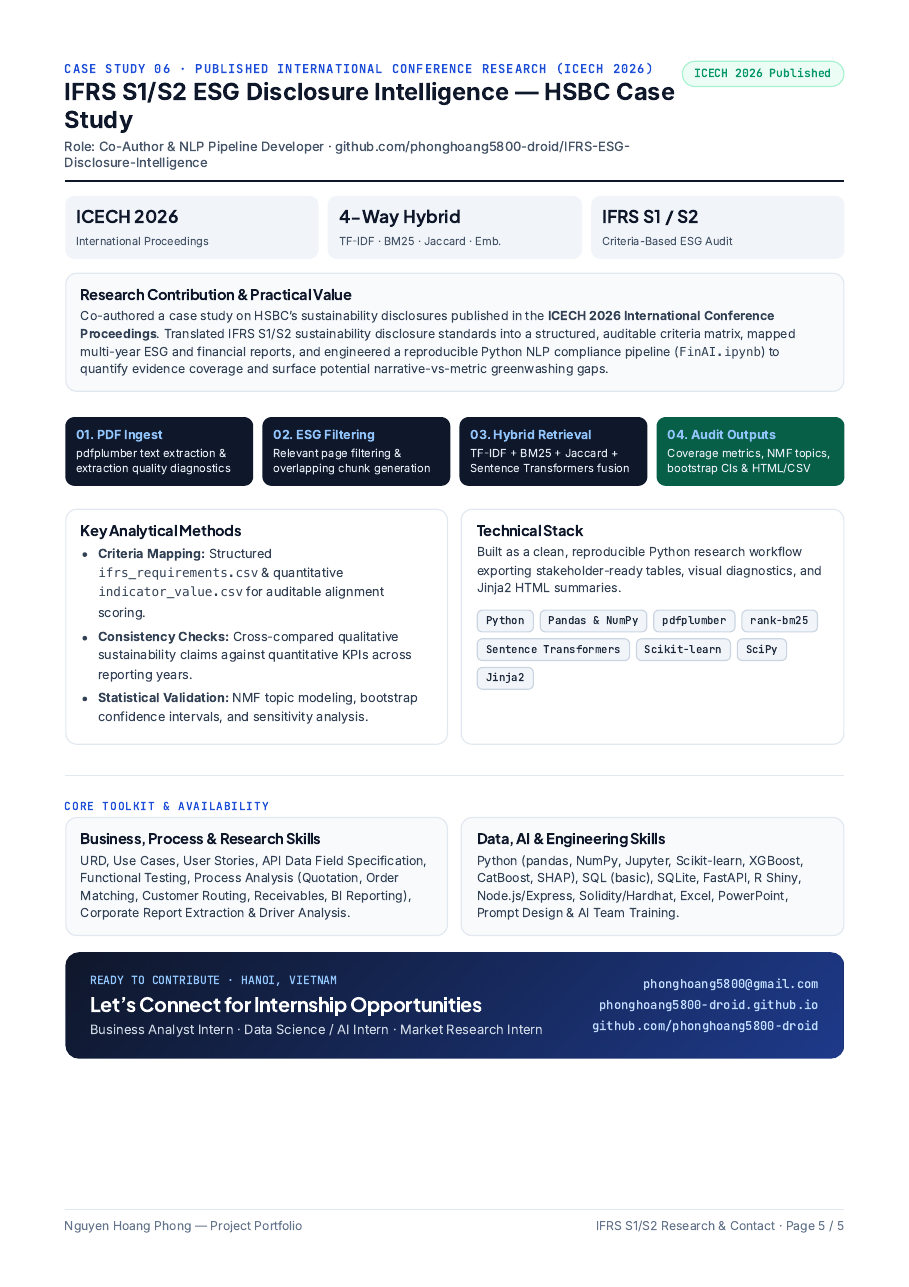 CASE STUDY 06 · PUBLISHED INTERNATIONAL CONFERENCE RESEARCH (ICECH 2026)
ICECH 2026 Published
IFRS S1/S2 ESG Disclosure Intelligence — HSBC Case
Study
Role: Co-Author & NLP Pipeline Developer · github.com/phonghoang5800-droid/IFRS-ESG-
Disclosure-Intelligence
ICECH 2026
International Proceedings
4-Way Hybrid
TF-IDF · BM25 · Jaccard · Emb.
IFRS S1 / S2
Criteria-Based ESG Audit
Research Contribution & Practical Value
Co-authored a case study on HSBC’s sustainability disclosures published in the ICECH 2026 International Conference
Proceedings. Translated IFRS S1/S2 sustainability disclosure standards into a structured, auditable criteria matrix, mapped
multi-year ESG and financial reports, and engineered a reproducible Python NLP compliance pipeline (FinAI.ipynb) to
quantify evidence coverage and surface potential narrative-vs-metric greenwashing gaps.
01. PDF Ingest
pdfplumber text extraction &
extraction quality diagnostics
02. ESG Filtering
Relevant page filtering &
overlapping chunk generation
03. Hybrid Retrieval
TF-IDF + BM25 + Jaccard +
Sentence Transformers fusion
04. Audit Outputs
Coverage metrics, NMF topics,
bootstrap CIs & HTML/CSV
Key Analytical Methods
• Criteria Mapping: Structured
ifrs_requirements.csv & quantitative
indicator_value.csv for auditable alignment
scoring.
• Consistency Checks: Cross-compared qualitative
sustainability claims against quantitative KPIs across
reporting years.
• Statistical Validation: NMF topic modeling, bootstrap
confidence intervals, and sensitivity analysis.
Technical Stack
Built as a clean, reproducible Python research workflow
exporting stakeholder-ready tables, visual diagnostics, and
Jinja2 HTML summaries.
Python Pandas & NumPy pdfplumber rank-bm25
Sentence Transformers Scikit-learn SciPy
Jinja2
CORE TOOLKIT & AVAILABILITY
Business, Process & Research Skills
URD, Use Cases, User Stories, API Data Field Specification,
Functional Testing, Process Analysis (Quotation, Order
Matching, Customer Routing, Receivables, BI Reporting),
Corporate Report Extraction & Driver Analysis.
Data, AI & Engineering Skills
Python (pandas, NumPy, Jupyter, Scikit-learn, XGBoost,
CatBoost, SHAP), SQL (basic), SQLite, FastAPI, R Shiny,
Node.js/Express, Solidity/Hardhat, Excel, PowerPoint,
Prompt Design & AI Team Training.
READY TO CONTRIBUTE · HANOI, VIETNAM
Let’s Connect for Internship Opportunities
Business Analyst Intern · Data Science / AI Intern · Market Research Intern
phonghoang5800@gmail.com
phonghoang5800-droid.github.io
github.com/phonghoang5800-droid
Nguyen Hoang Phong — Project Portfolio
IFRS S1/S2 Research & Contact · Page 5 / 5